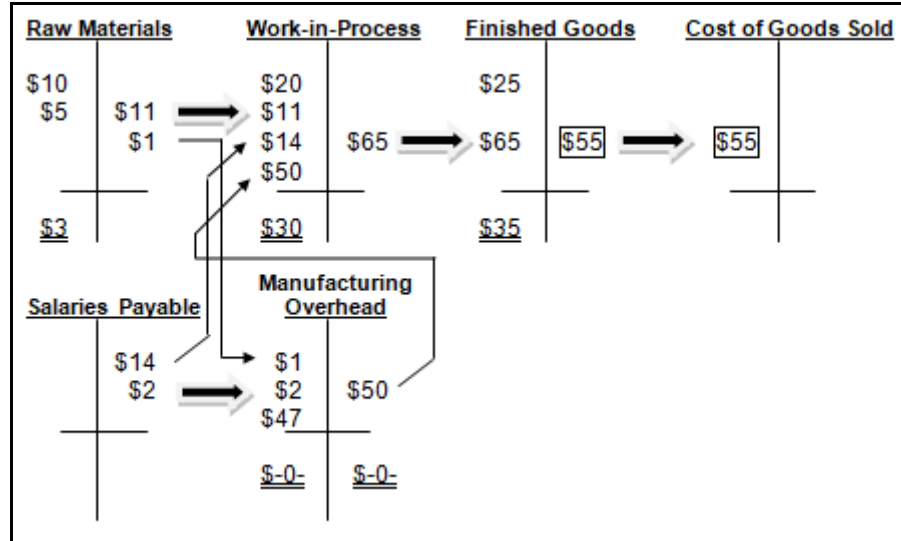 Raw Materials Work-in-Process Finished Goods Cost of Goods Sold
$10 $20 $25
$5 $11 $11
$1 $14 $65 $65 $55 $55
$50
$3 $30 $35
Manufacturing
Salaries Payable Overhead
$14 $1
$2 $2 $50
$47
$-0- $-0-